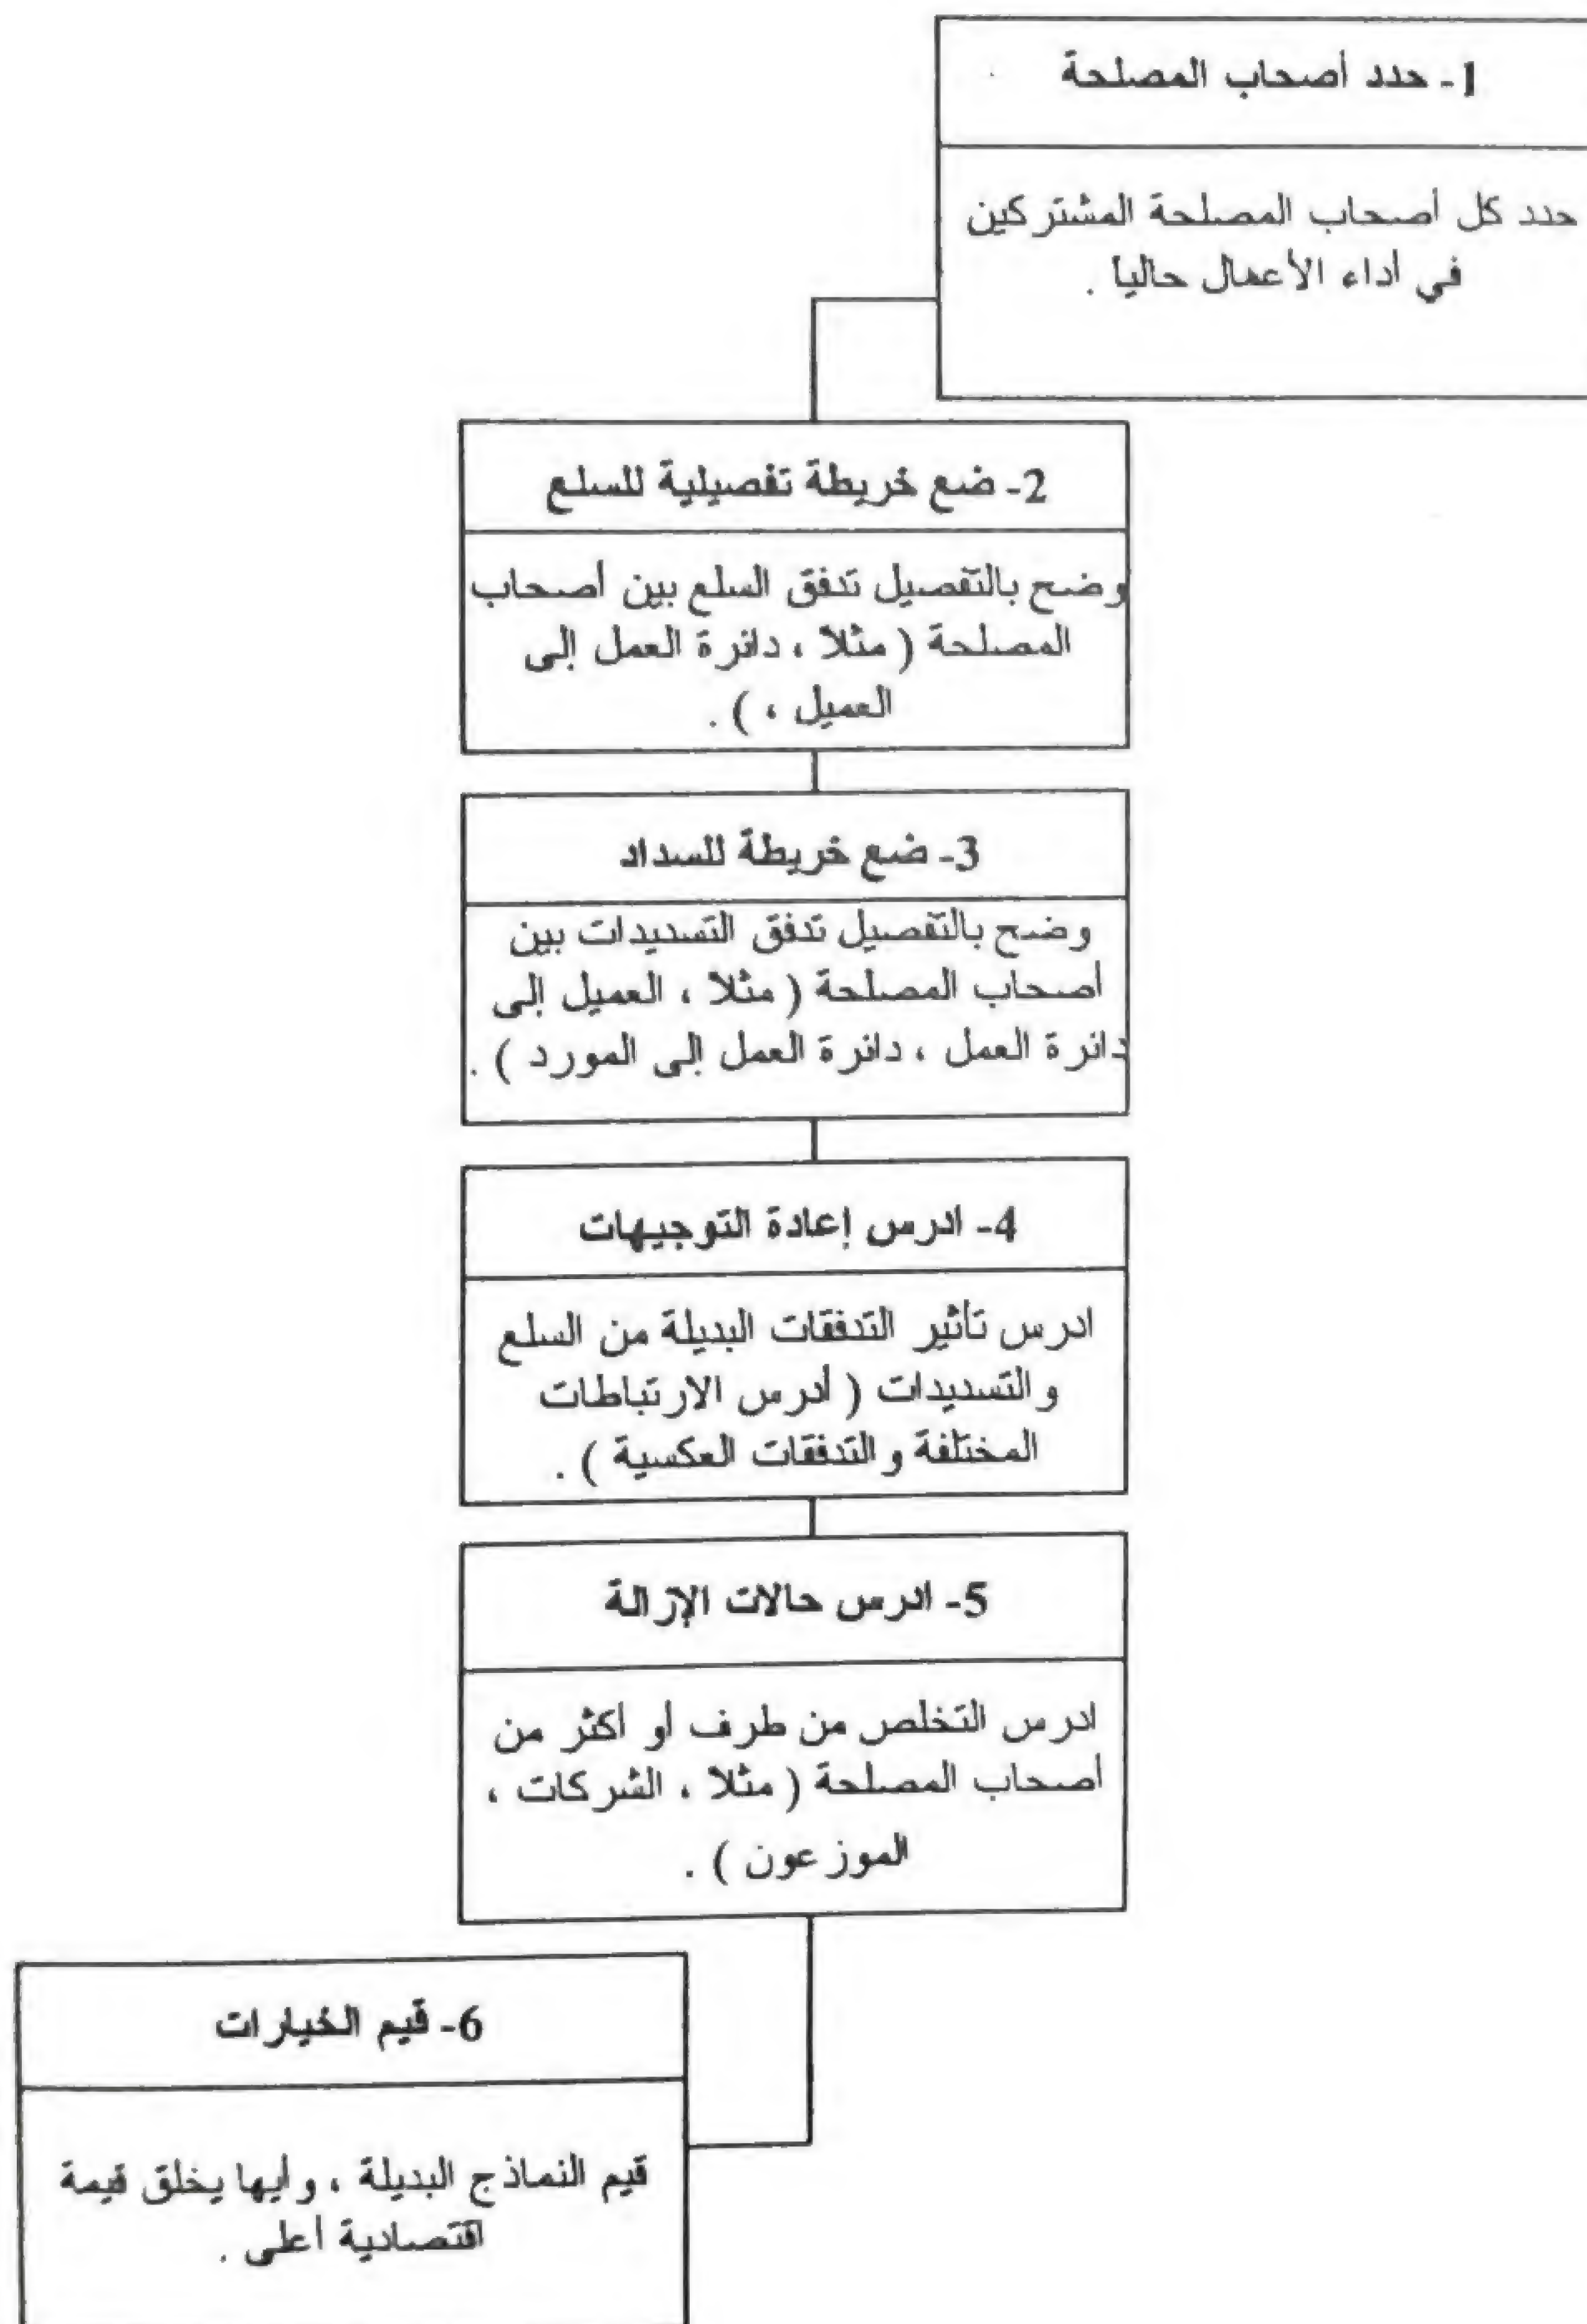 1- حدد أصحاب المصلحة
حدد كل أصحاب المصلحة المشتركين
في أداء الأعمال حاليا .
2- ضع خريطة تفصيلية للسلع
وضح بالتفصيل تدفق السلع بين أصحاب
المصلحة ( مثلا ، دائرة العمل إلى
العميل ، ) .
3- ضع خريطة للسداد
وضح بالتفصيل تدفق التسديدات بين
أصحاب المصلحة ( مثلا ، العميل إلى
دائرة العمل ، دائرة العمل إلى المورد ) .
4- ادرس إعادة التوجيهات
ادرس تأثير التدفقات البديلة من السلع
والتسديدات ( أدرس الارتباطات
المختلفة والتدفقات العكسية ) .
5- ادرس حالات الإزالة
ادرس التخلص من طرف أو أكثر من
أصحاب المصلحة ( مثلا ، الشركات ،
الموزعون ) .
6- قيم الخيارات
قيم النماذج البديلة ، وأيها يخلق قيمة
اقتصادية أعلى .